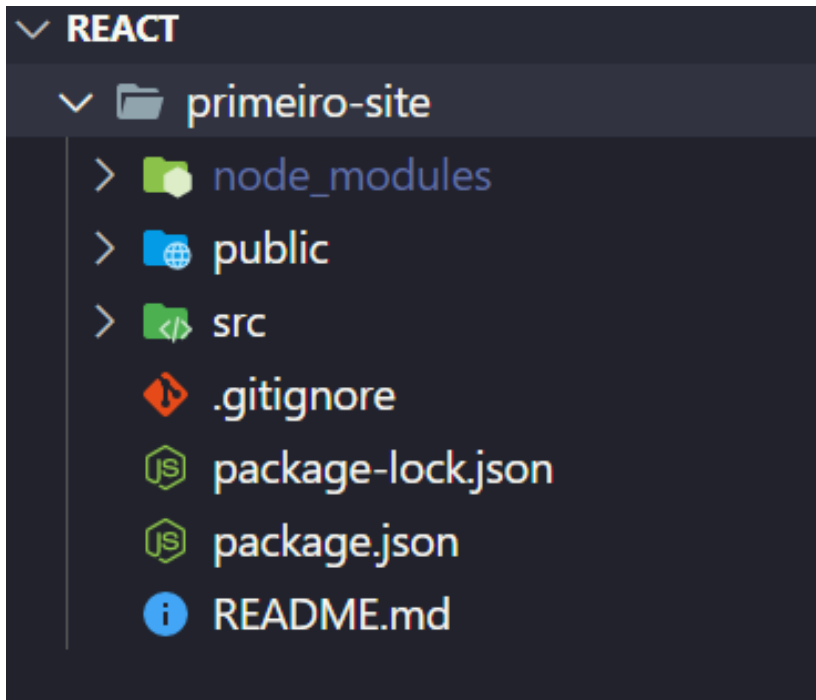 REACT
primeiro-site
node_modules
public
src
.gitignore
package-lock.json
package.json
README.md